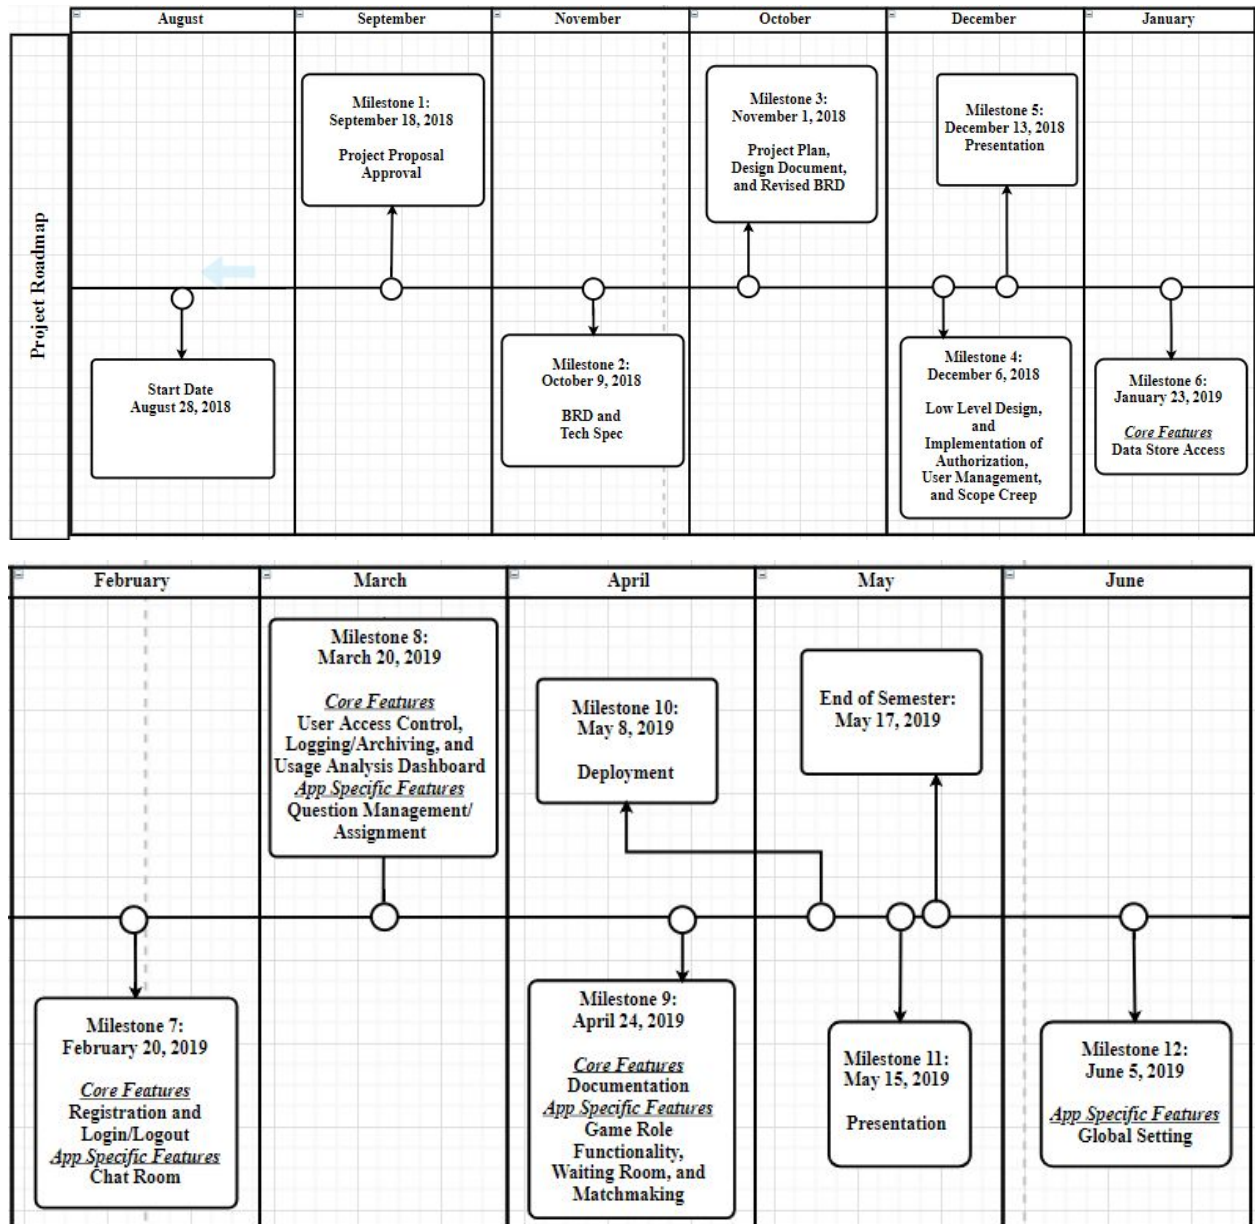 August
September
November
October
December
January
Project Roadmap
Start Date
August 28, 2018
Milestone 1:
September 18, 2018
Project Proposal
Approval
Milestone 2:
October 9, 2018
BRD and
Tech Spec
Milestone 3:
November 1, 2018
Project Plan,
Design Document,
and Revised BRD
Milestone 4:
December 6, 2018
Low Level Design,
and
Implementation of
Authorization,
User Management,
and Scope Creep
Milestone 5:
December 13, 2018
Presentation
Milestone 6:
January 23, 2019
Core Features
Data Store Access
February
March
April
May
June
Milestone 7:
February 20, 2019
Core Features
Registration and
Login/Logout
App Specific Features
Chat Room
Milestone 8:
March 20, 2019
Core Features
User Access Control,
Logging/Archiving, and
Usage Analysis Dashboard
App Specific Features
Question Management/
Assignment
Milestone 9:
April 24, 2019
Core Features
Documentation
App Specific Features
Game Role
Functionality,
Waiting Room, and
Matchmaking
Milestone 10:
May 8, 2019
Deployment
Milestone 11:
May 15, 2019
Presentation
End of Semester:
May 17, 2019
Milestone 12:
June 5, 2019
App Specific Features
Global Setting